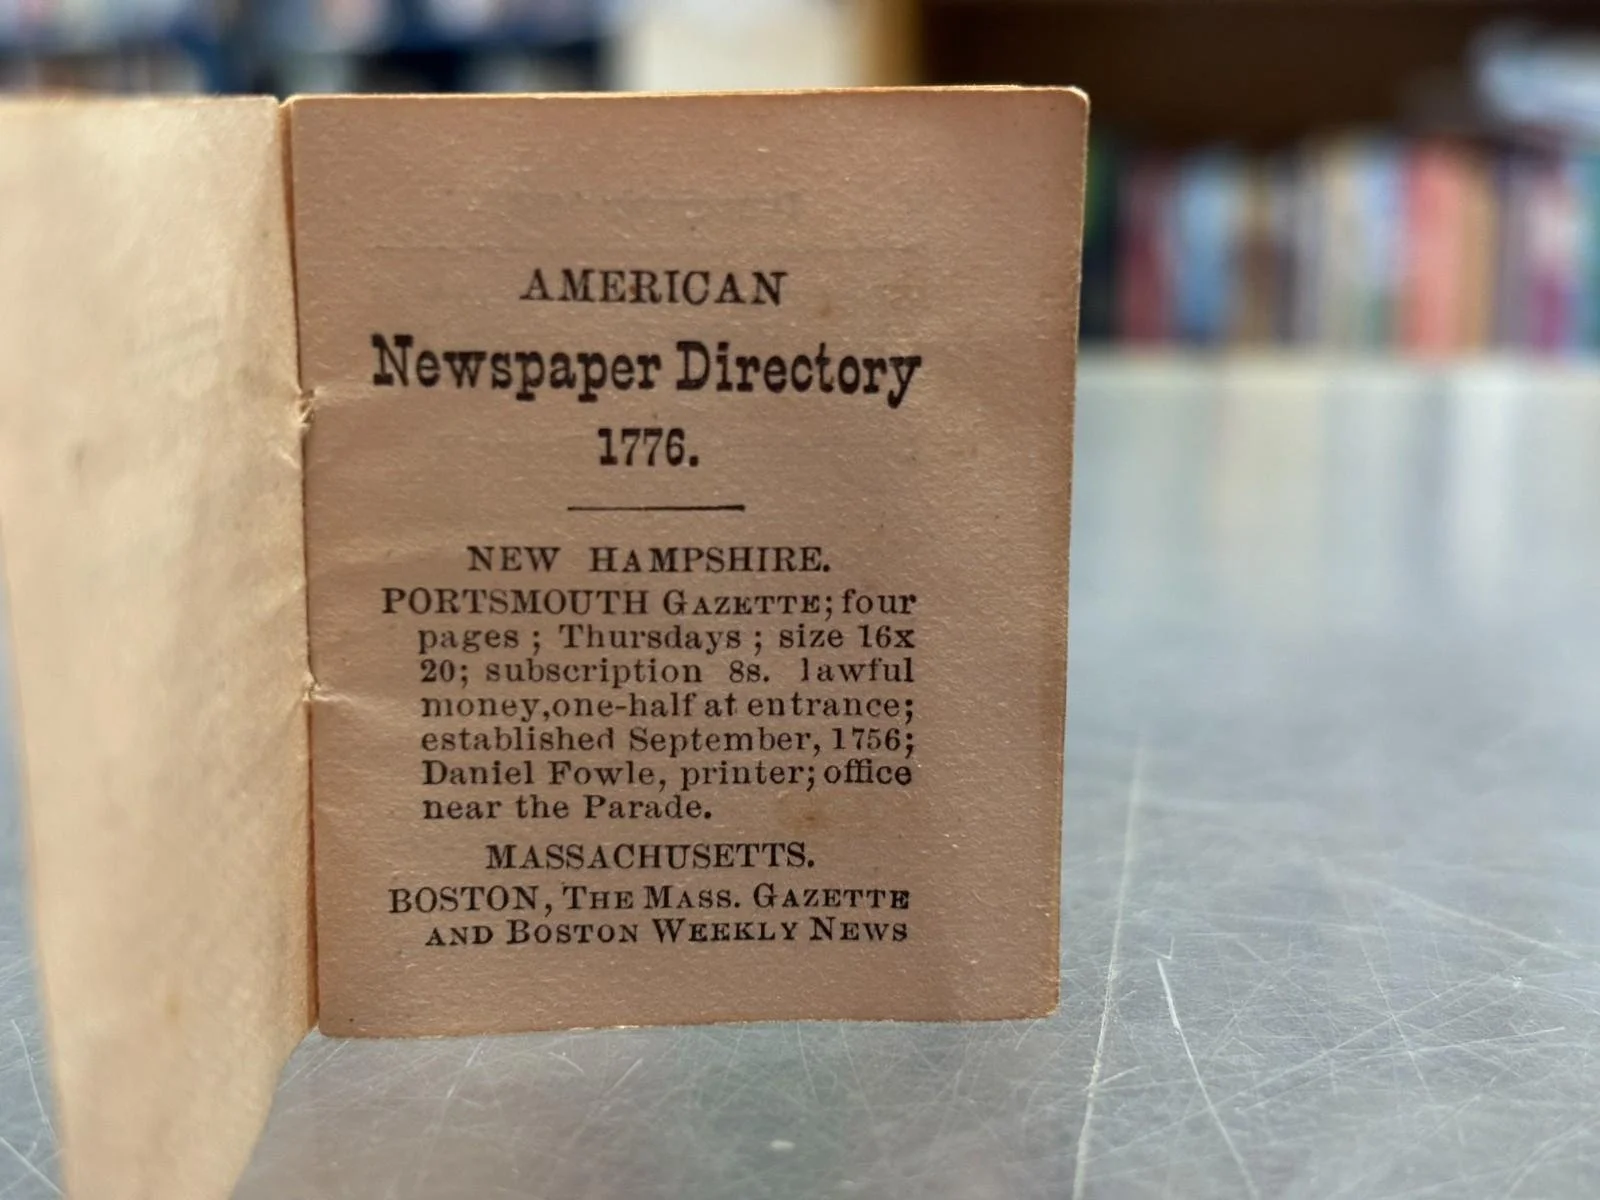 AMERICAN
Newspaper Directory
1776.
NEW HAMPSHIRE.
PORTSMOUTH GAZETTE; four
pages ; Thursdays ; size 16x
20; subscription 8s. lawful
money,one-half at entrance;
established September, 1756;
Daniel Fowle, printer; office
near the Parade.
MASSACHUSETTS.
BOSTON, THE MASS. GAZETTE
AND BOSTON WEEKLY NEWS